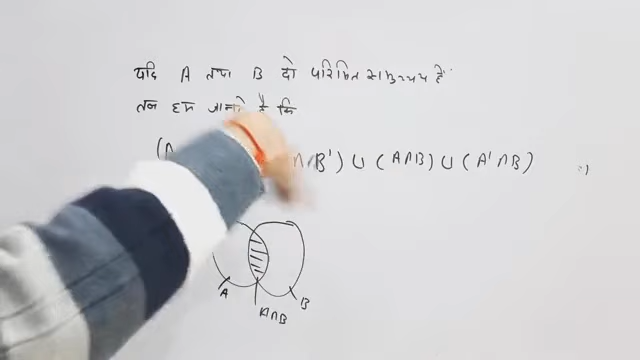 यदि A तथा B दो परिमित समुच्चय हैं
तब हम जानते हैं कि
(A ∩ B') ∪ (A∩B) ∪ (A'∩B)
A
B
A∩B